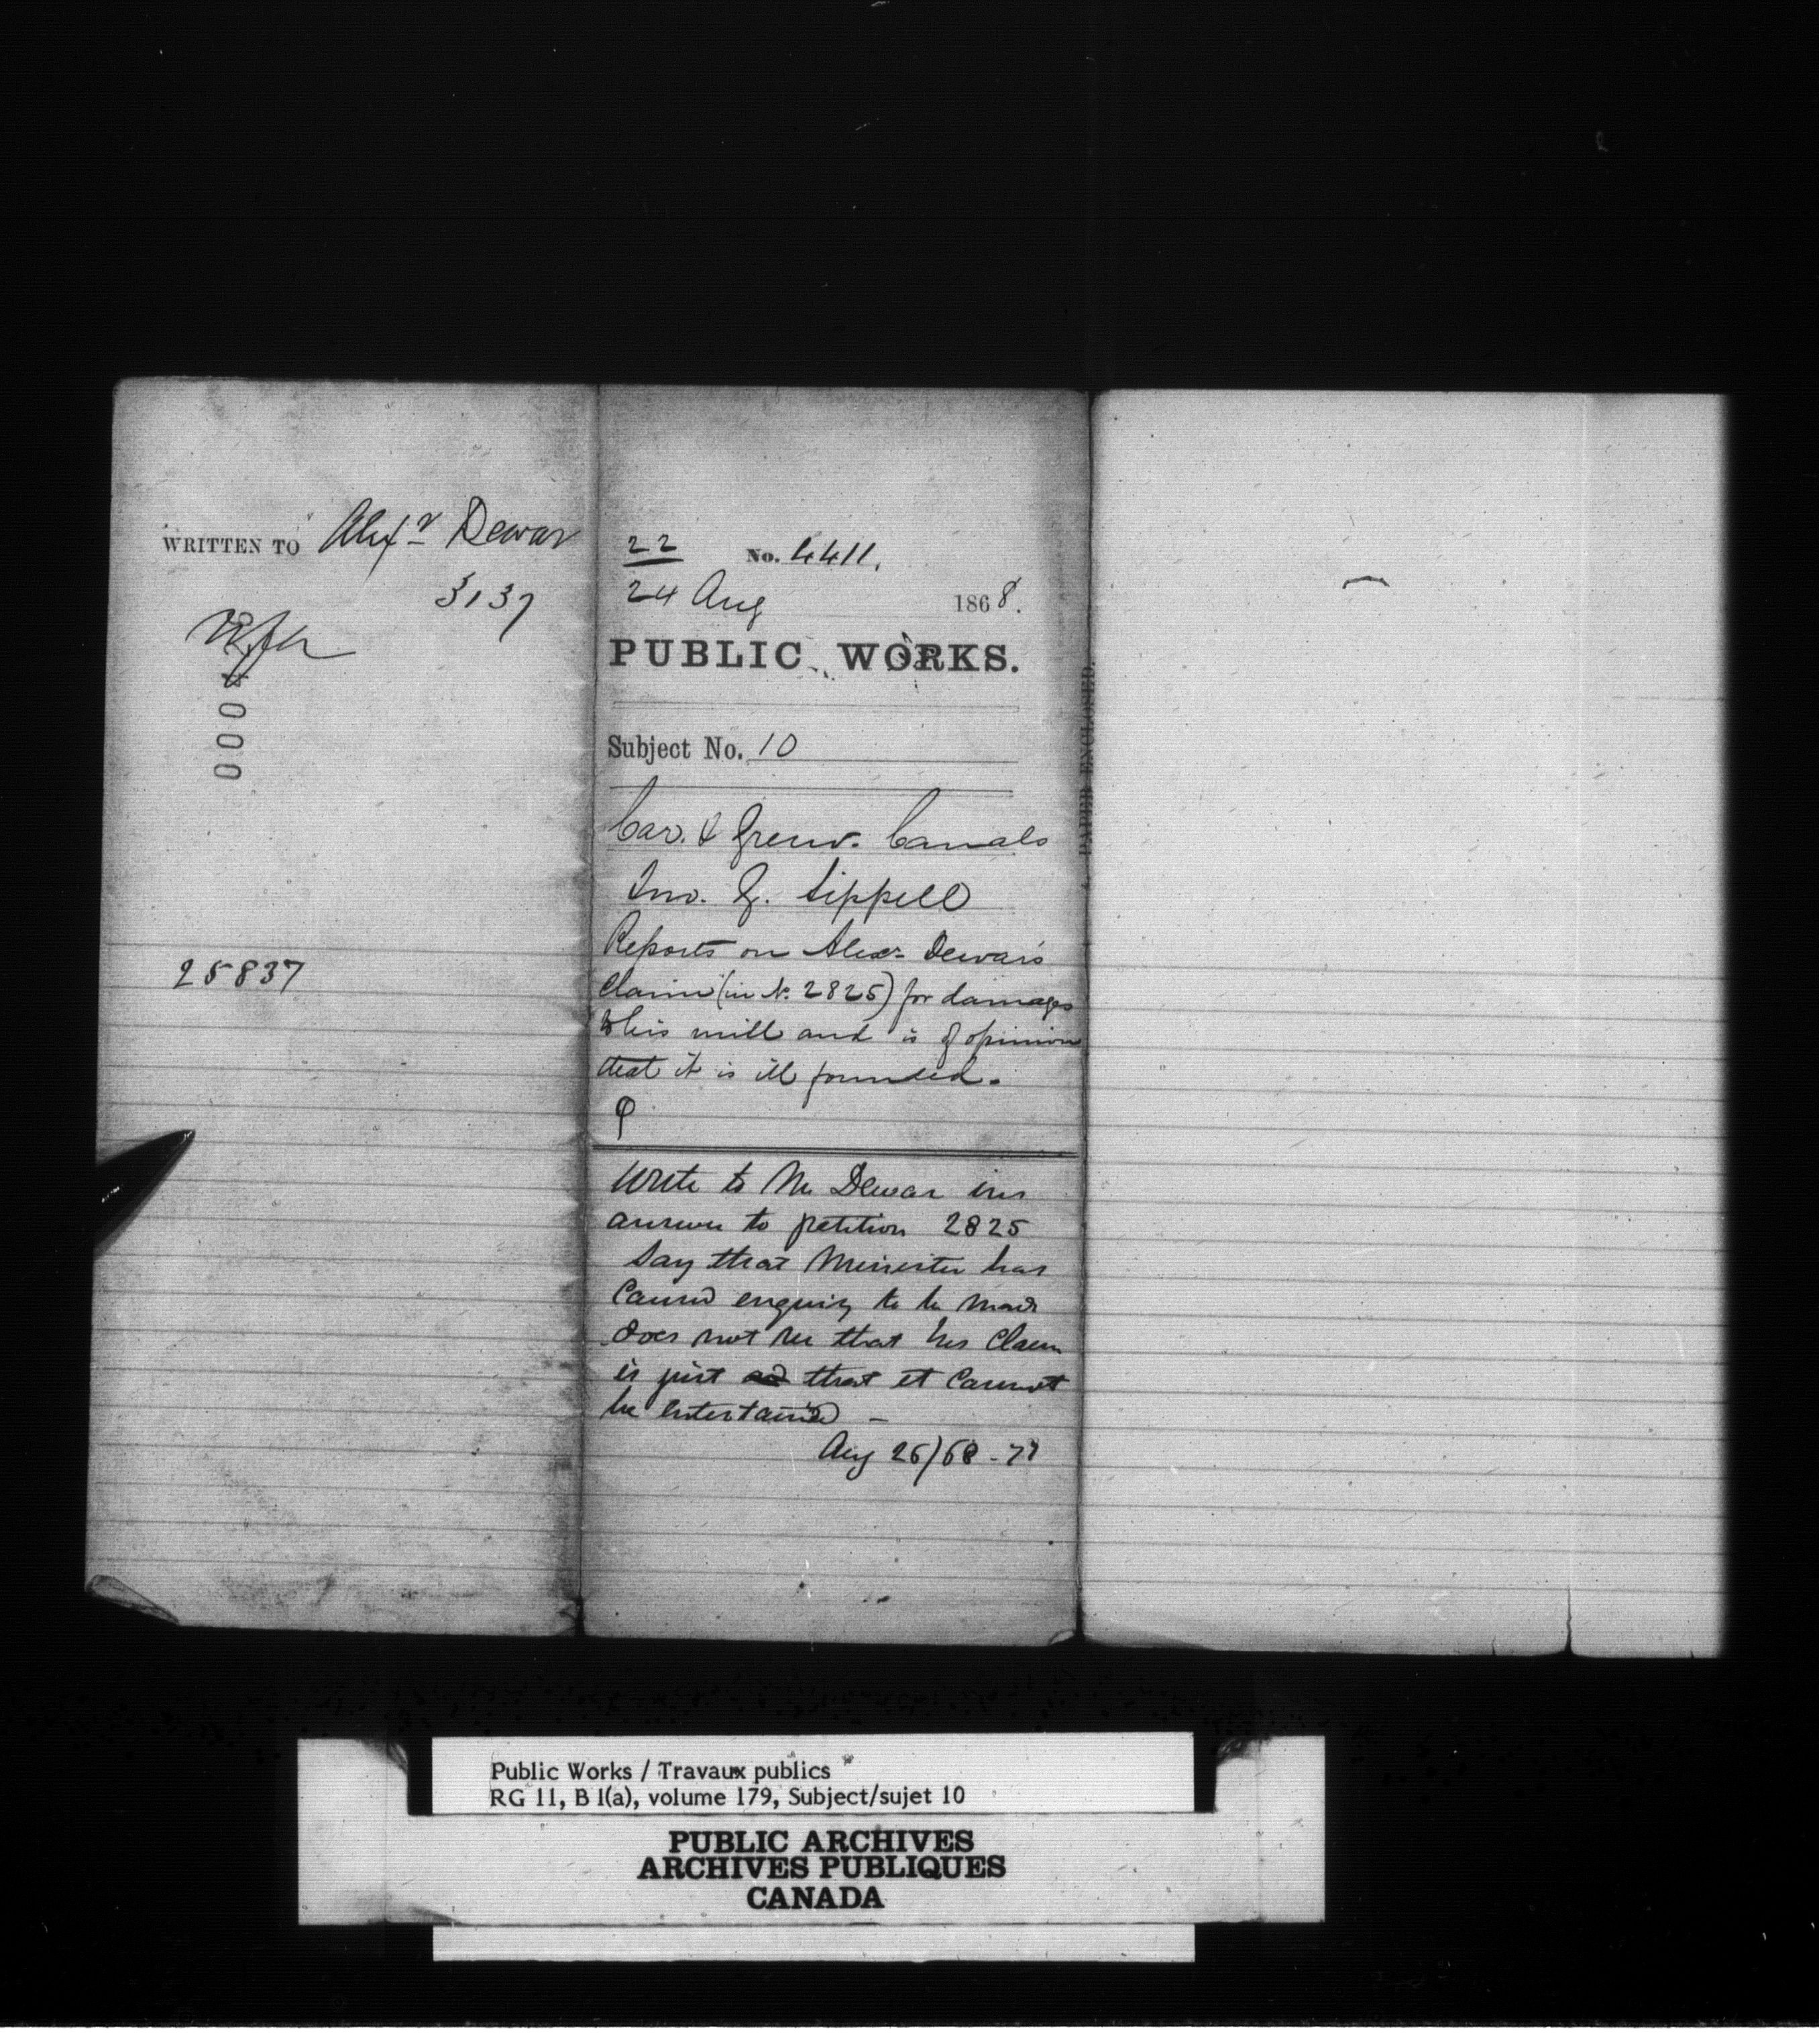 WRITTEN TO Alexr Dewar
3137
0000
25837
22 No. 4411.
24 Aug 1868.
PUBLIC WORKS.
Subject No. 10
Car. & Grenv. Canals
Jno. G. Sippell
Reports on Alexr Dewar's
Claim (in No. 2825) for damages
to his mill and is of opinion
that it is ill founded.
PAPER ENCLOSED.
Write to Mr Dewar in
answer to petition 2825
Say that Minister has
Caused enquiry to be made
does not see that his Claim
is just and that it Cannot
be entertained -
Aug 26/68
Public Works / Travaux publics
RG 11, B 1(a), volume 179, Subject/sujet 10
PUBLIC ARCHIVES
ARCHIVES PUBLIQUES
CANADA